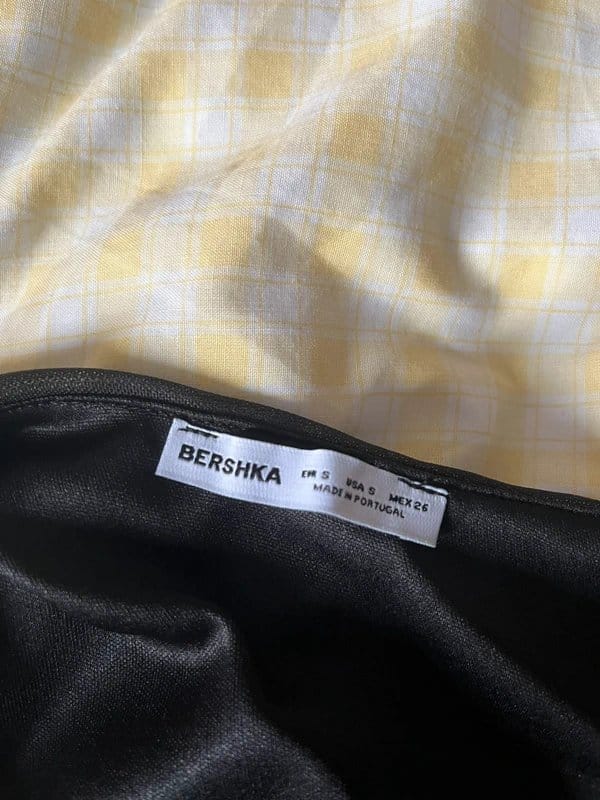 BERSHKA EUR S USA S MEX 26
MADE IN PORTUGAL